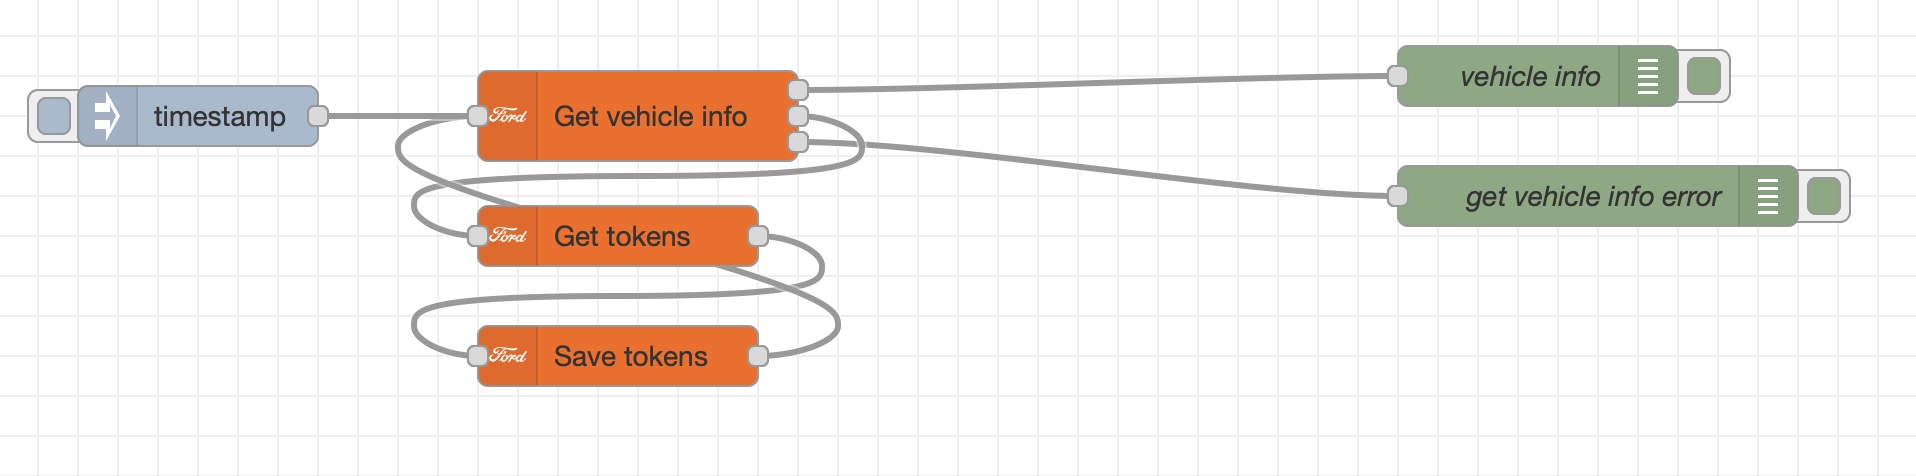 timestamp
Ford Get vehicle info
vehicle info
get vehicle info error
Ford Get tokens
Ford Save tokens